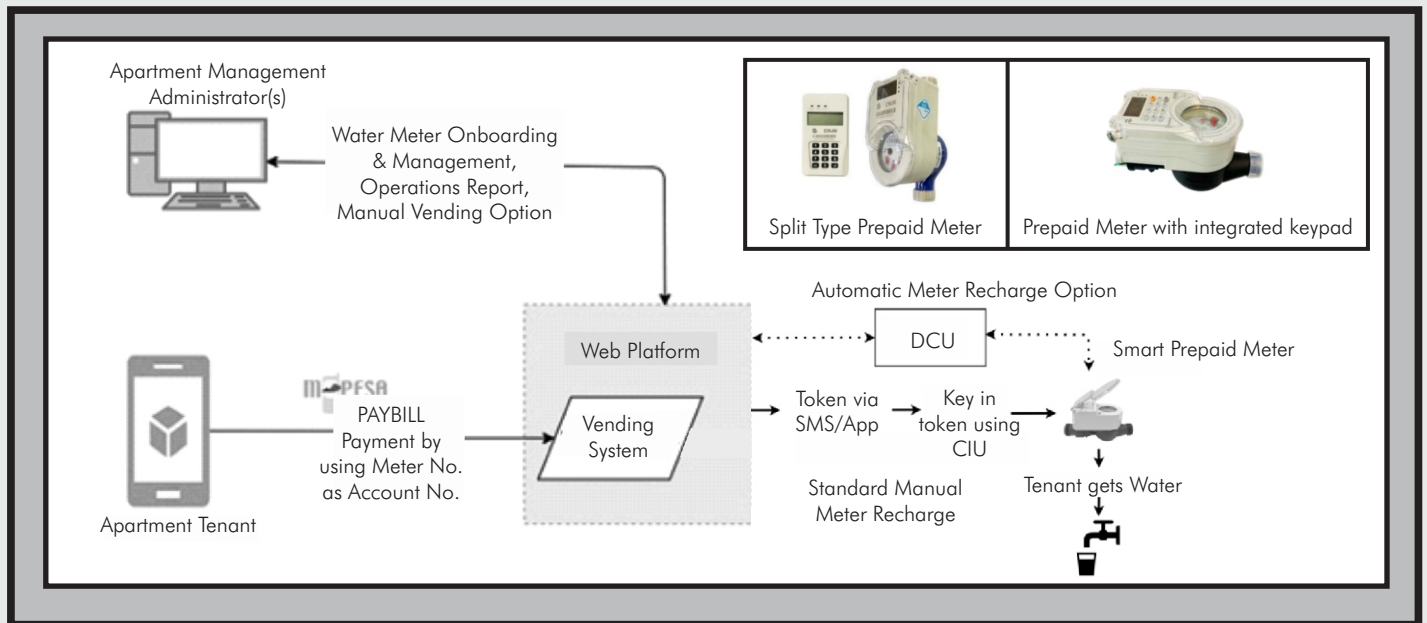 Apartment Management
Administrator(s)
Water Meter Onboarding
& Management,
Operations Report,
Manual Vending Option
Split Type Prepaid Meter
Prepaid Meter with integrated keypad
Automatic Meter Recharge Option
Web Platform
DCU
Smart Prepaid Meter
PAYBILL
Payment by
using Meter No.
as Account No.
Vending
System
Token via
SMS/App
Key in
token using
CIU
Standard Manual
Meter Recharge
Tenant gets Water
Apartment Tenant